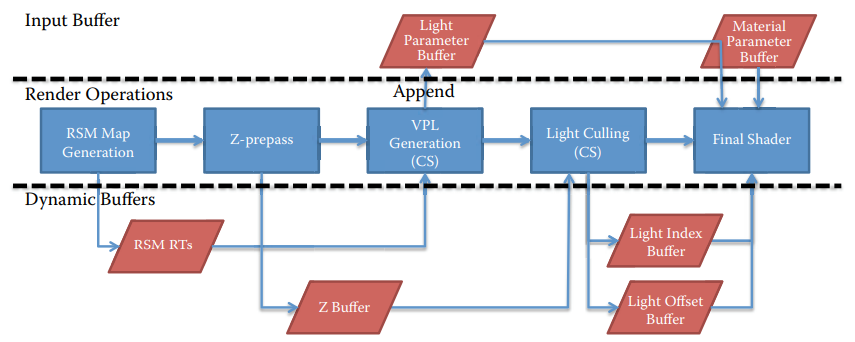 Input Buffer
Light
Parameter
Buffer
Material
Parameter
Buffer
Render Operations
Append
RSM Map
Generation
Z-prepass
VPL
Generation
(CS)
Light Culling
(CS)
Final Shader
Dynamic Buffers
RSM RTs
Light Index
Buffer
Z Buffer
Light Offset
Buffer